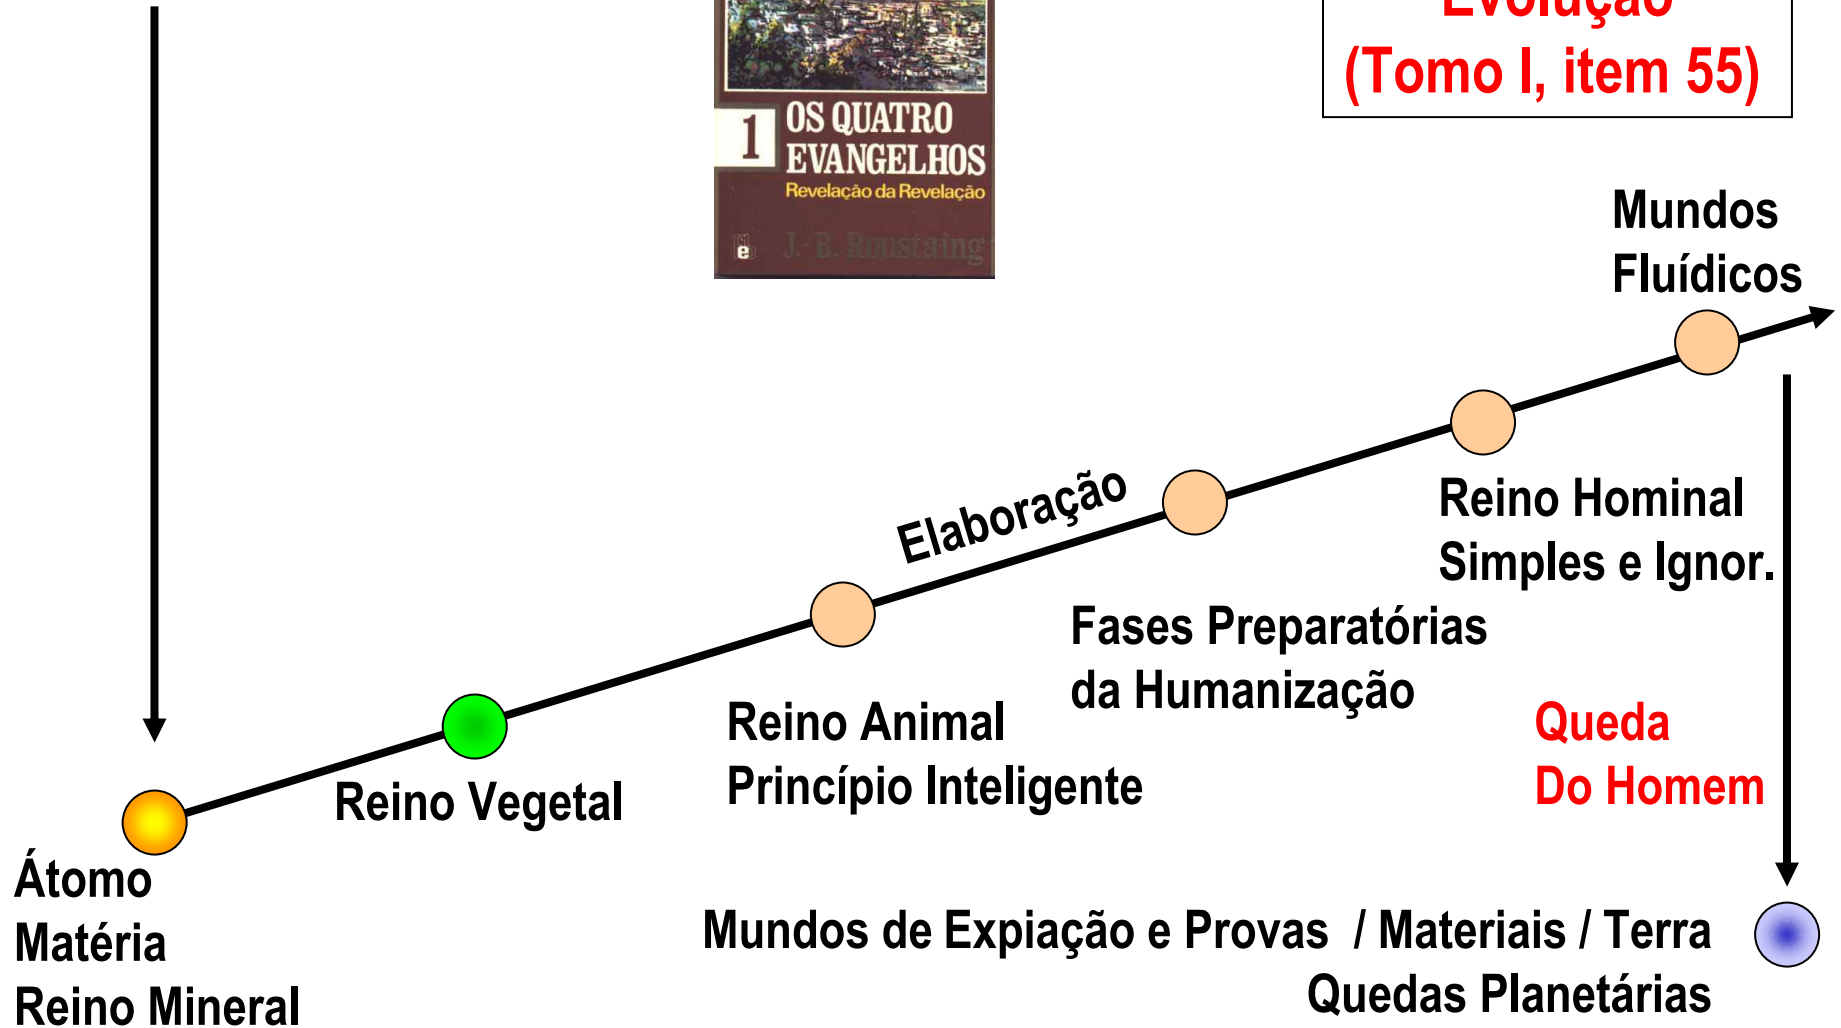 Evolução
(Tomo I, item 55)
1
OS QUATRO
EVANGELHOS
Revelação da Revelação
J.-B. Roustaing
Mundos
Fluídicos
Elaboração
Reino Hominal
Simples e Ignor.
Fases Preparatórias
da Humanização
Reino Animal
Princípio Inteligente
Queda
Do Homem
Reino Vegetal
Átomo
Matéria
Reino Mineral
Mundos de Expiação e Provas / Materiais / Terra
Quedas Planetárias